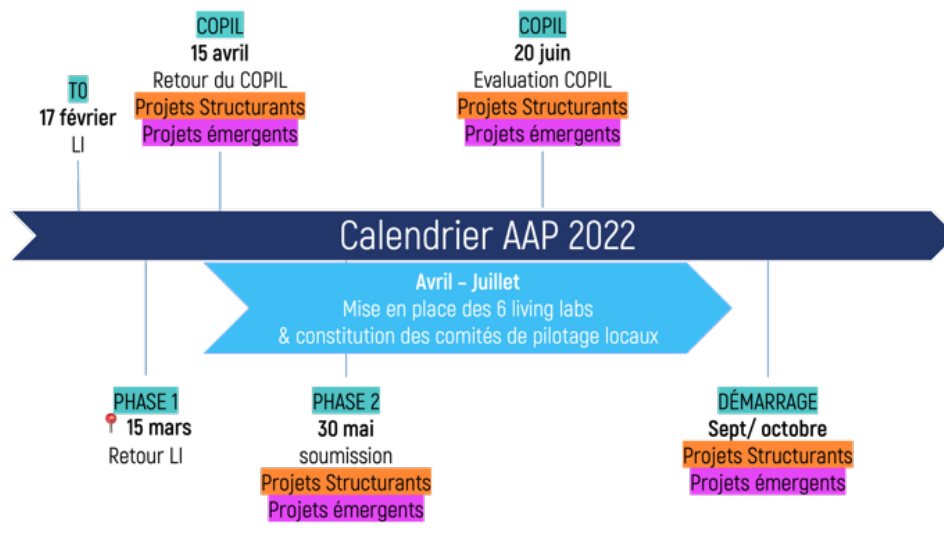 COPIL
15 avril
Retour du COPIL
Projets Structurants
Projets émergents
COPIL
20 juin
Evaluation COPIL
Projets Structurants
Projets émergents
T0
17 février
LI
Calendrier AAP 2022
Avril – Juillet
Mise en place des 6 living labs
& constitution des comités de pilotage locaux
PHASE 1
15 mars
Retour LI
PHASE 2
30 mai
soumission
Projets Structurants
Projets émergents
DÉMARRAGE
Sept/ octobre
Projets Structurants
Projets émergents